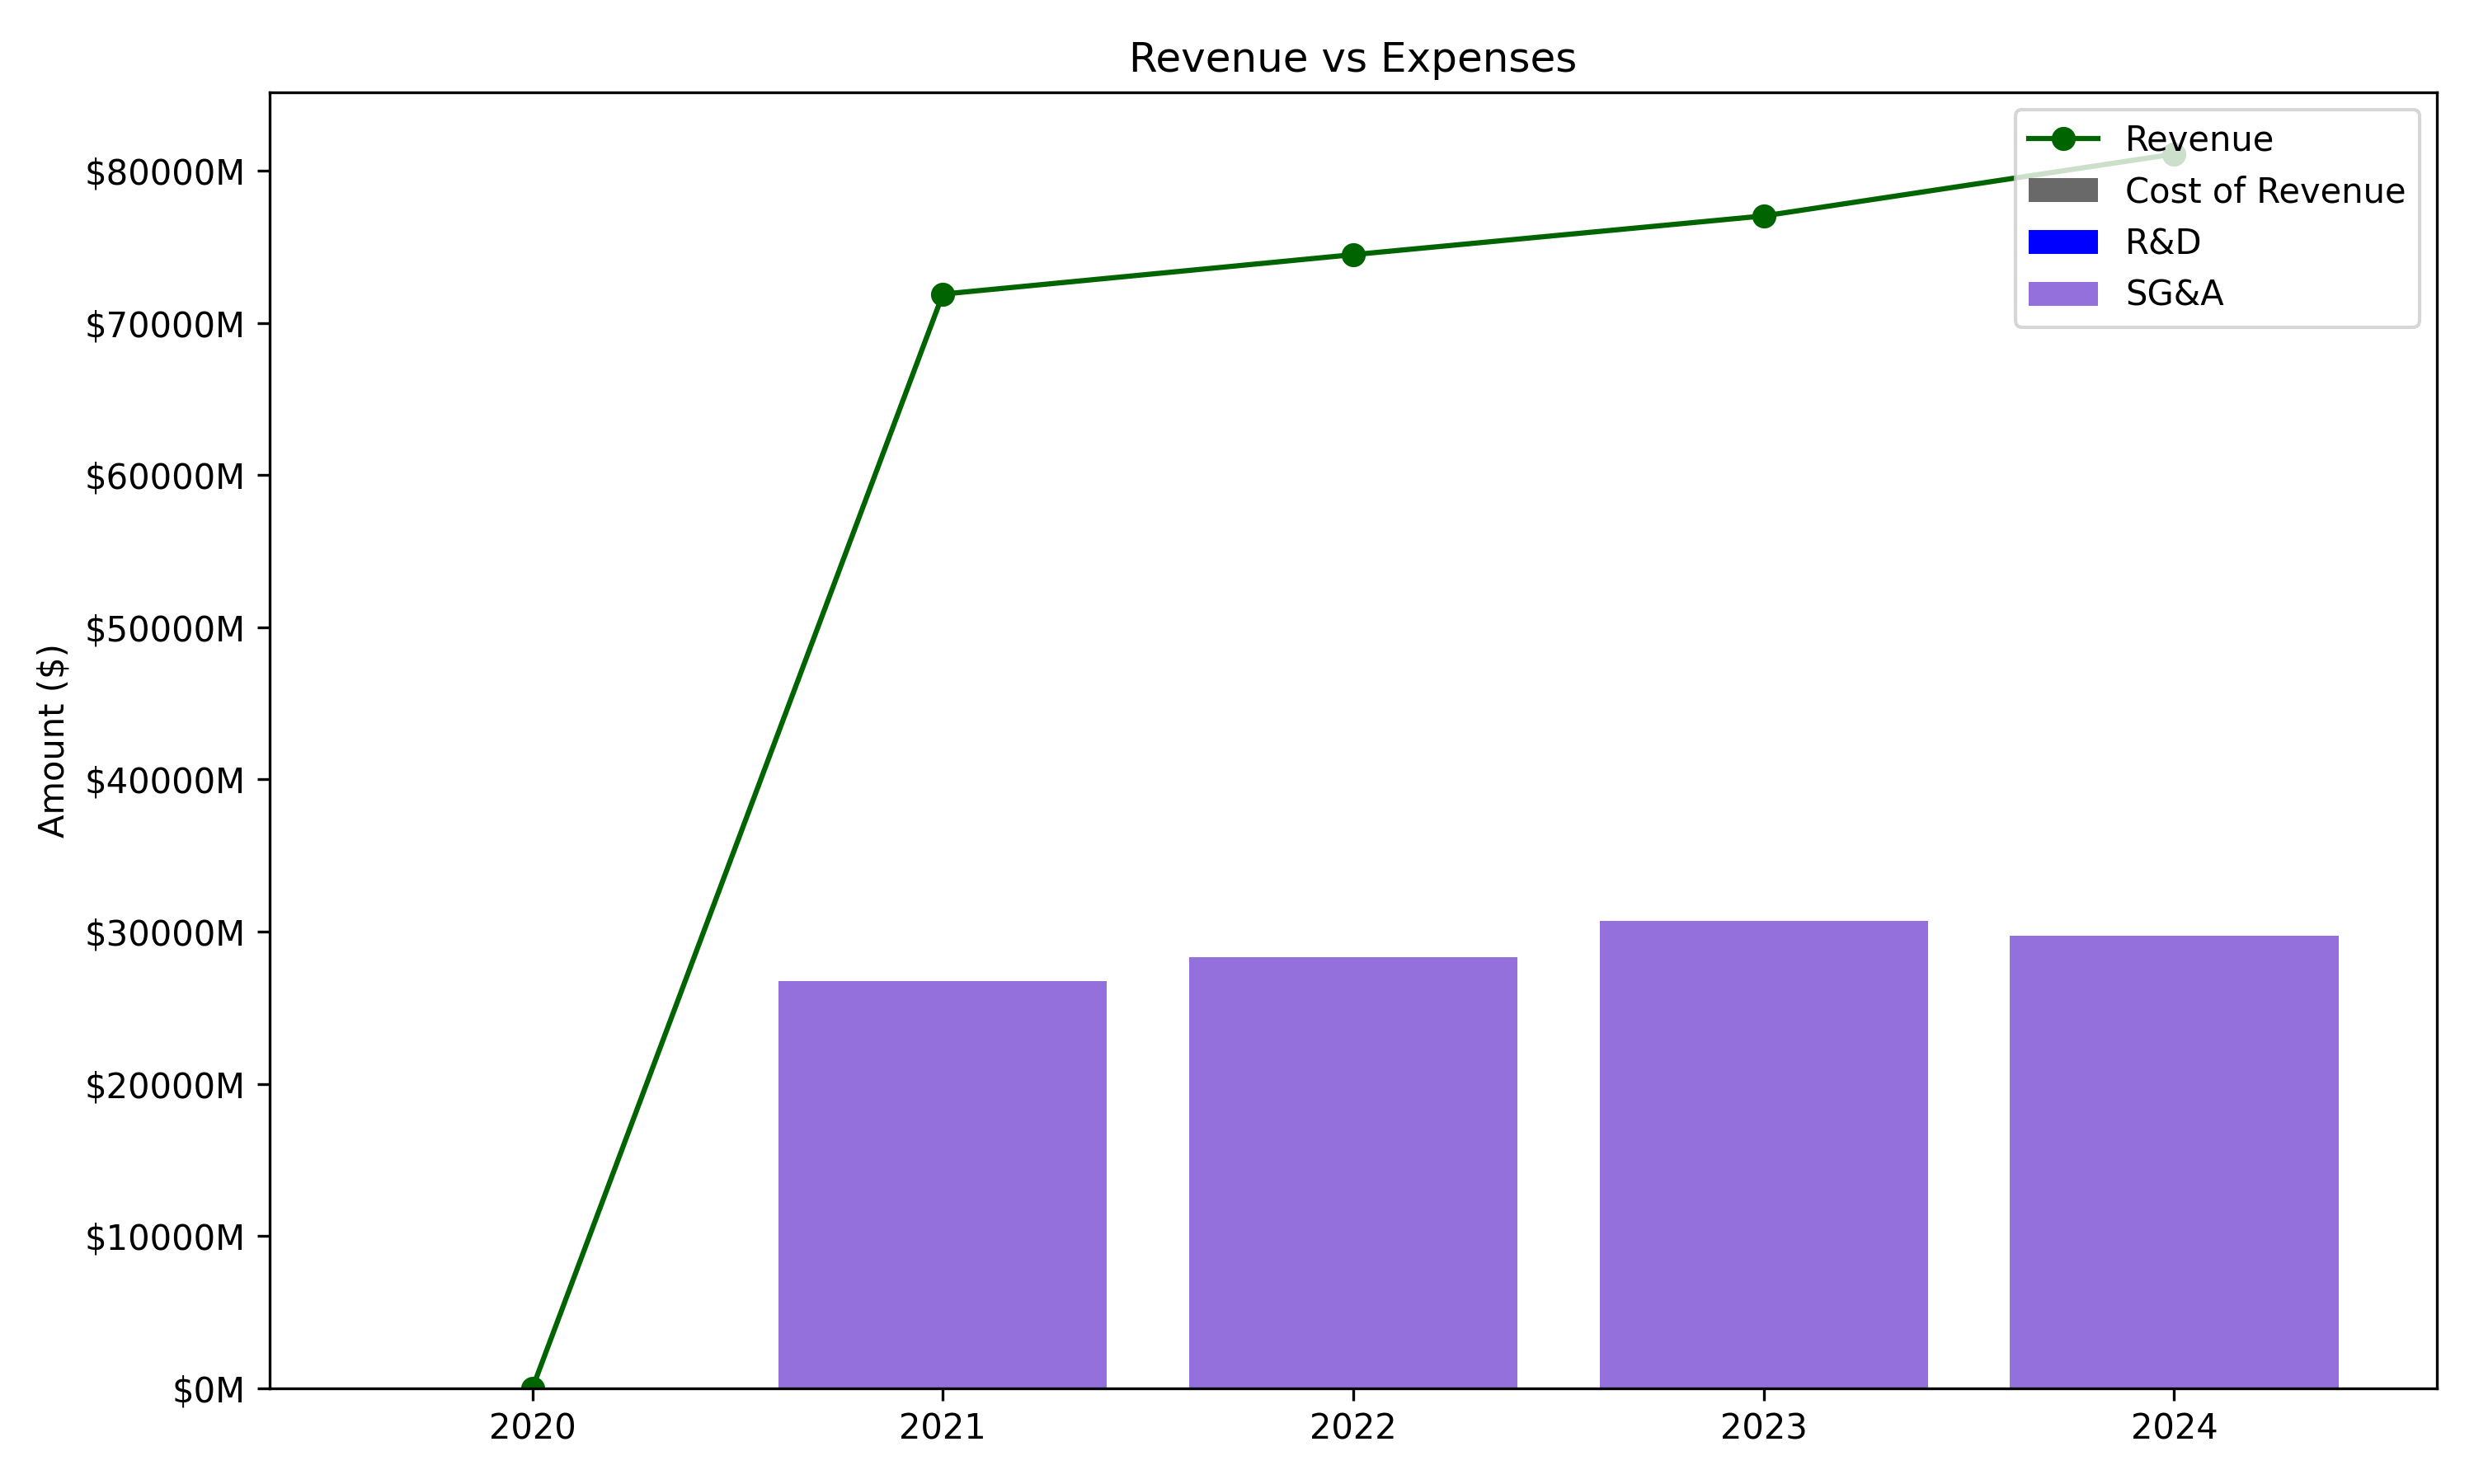 Revenue vs Expenses
Revenue
Cost of Revenue
R&D
SG&A
Amount ($)
$80000M
$70000M
$60000M
$50000M
$40000M
$30000M
$20000M
$10000M
$0M
2020 2021 2022 2023 2024